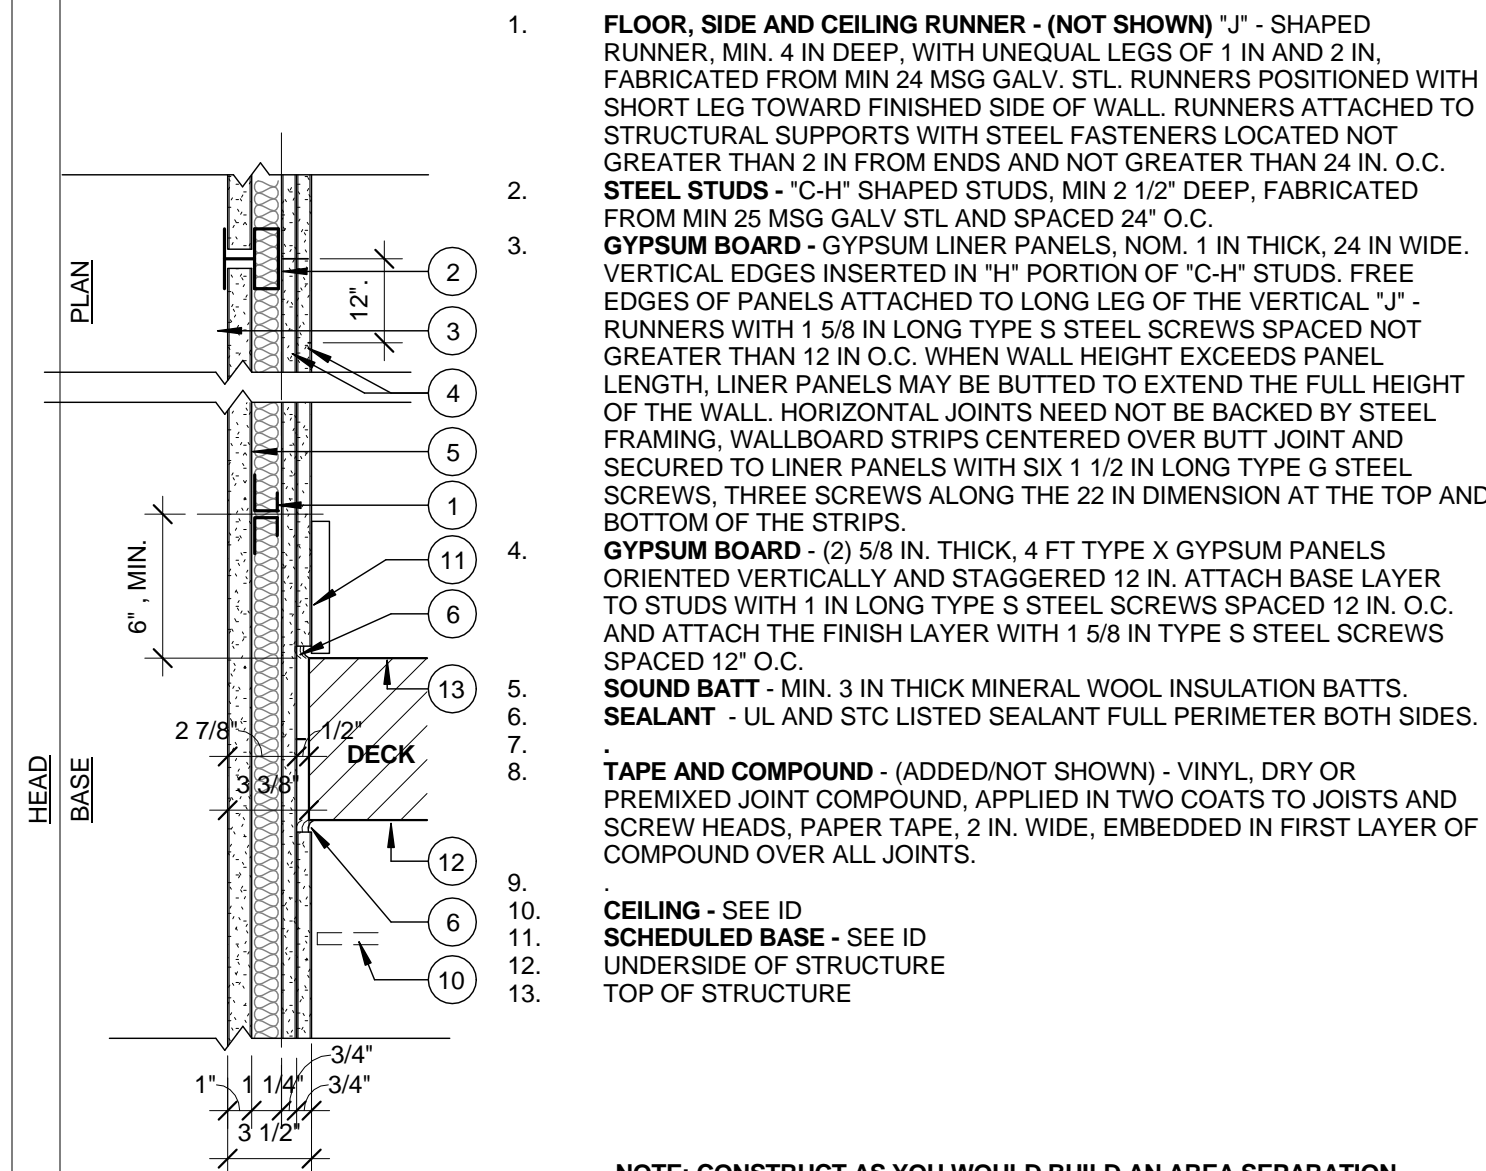 1. FLOOR, SIDE AND CEILING RUNNER - (NOT SHOWN) "J" - SHAPED
RUNNER, MIN. 4 IN DEEP, WITH UNEQUAL LEGS OF 1 IN AND 2 IN,
FABRICATED FROM MIN 24 MSG GALV. STL. RUNNERS POSITIONED WITH
SHORT LEG TOWARD FINISHED SIDE OF WALL. RUNNERS ATTACHED TO
STRUCTURAL SUPPORTS WITH STEEL FASTENERS LOCATED NOT
GREATER THAN 2 IN FROM ENDS AND NOT GREATER THAN 24 IN. O.C.
2. STEEL STUDS - "C-H" SHAPED STUDS, MIN 2 1/2" DEEP, FABRICATED
FROM MIN 25 MSG GALV STL AND SPACED 24" O.C.
3. GYPSUM BOARD - GYPSUM LINER PANELS, NOM. 1 IN THICK, 24 IN WIDE.
VERTICAL EDGES INSERTED IN "H" PORTION OF "C-H" STUDS. FREE
EDGES OF PANELS ATTACHED TO LONG LEG OF THE VERTICAL "J" -
RUNNERS WITH 1 5/8 IN LONG TYPE S STEEL SCREWS SPACED NOT
GREATER THAN 12 IN O.C. WHEN WALL HEIGHT EXCEEDS PANEL
LENGTH, LINER PANELS MAY BE BUTTED TO EXTEND THE FULL HEIGHT
OF THE WALL. HORIZONTAL JOINTS NEED NOT BE BACKED BY STEEL
FRAMING, WALLBOARD STRIPS CENTERED OVER BUTT JOINT AND
SECURED TO LINER PANELS WITH SIX 1 1/2 IN LONG TYPE G STEEL
SCREWS, THREE SCREWS ALONG THE 22 IN DIMENSION AT THE TOP AND
BOTTOM OF THE STRIPS.
4. GYPSUM BOARD - (2) 5/8 IN. THICK, 4 FT TYPE X GYPSUM PANELS
ORIENTED VERTICALLY AND STAGGERED 12 IN. ATTACH BASE LAYER
TO STUDS WITH 1 IN LONG TYPE S STEEL SCREWS SPACED 12 IN. O.C.
AND ATTACH THE FINISH LAYER WITH 1 5/8 IN TYPE S STEEL SCREWS
SPACED 12" O.C.
5. SOUND BATT - MIN. 3 IN THICK MINERAL WOOL INSULATION BATTS.
6. SEALANT - UL AND STC LISTED SEALANT FULL PERIMETER BOTH SIDES.
7. .
8. TAPE AND COMPOUND - (ADDED/NOT SHOWN) - VINYL, DRY OR
PREMIXED JOINT COMPOUND, APPLIED IN TWO COATS TO JOISTS AND
SCREW HEADS, PAPER TAPE, 2 IN. WIDE, EMBEDDED IN FIRST LAYER OF
COMPOUND OVER ALL JOINTS.
9. .
10. CEILING - SEE ID
11. SCHEDULED BASE - SEE ID
12. UNDERSIDE OF STRUCTURE
13. TOP OF STRUCTURE
NOTE: CONSTRUCT AS YOU WOULD BUILD AN AREA SEPARATION
PLAN
HEAD
BASE
2
12".
3
4
5
1
11
6
13
6" , MIN.
2 7/8"
1/2"
DECK
3 3/8"
12
6
10
3/4"
1"
1 1/4"
3/4"
3 1/2"